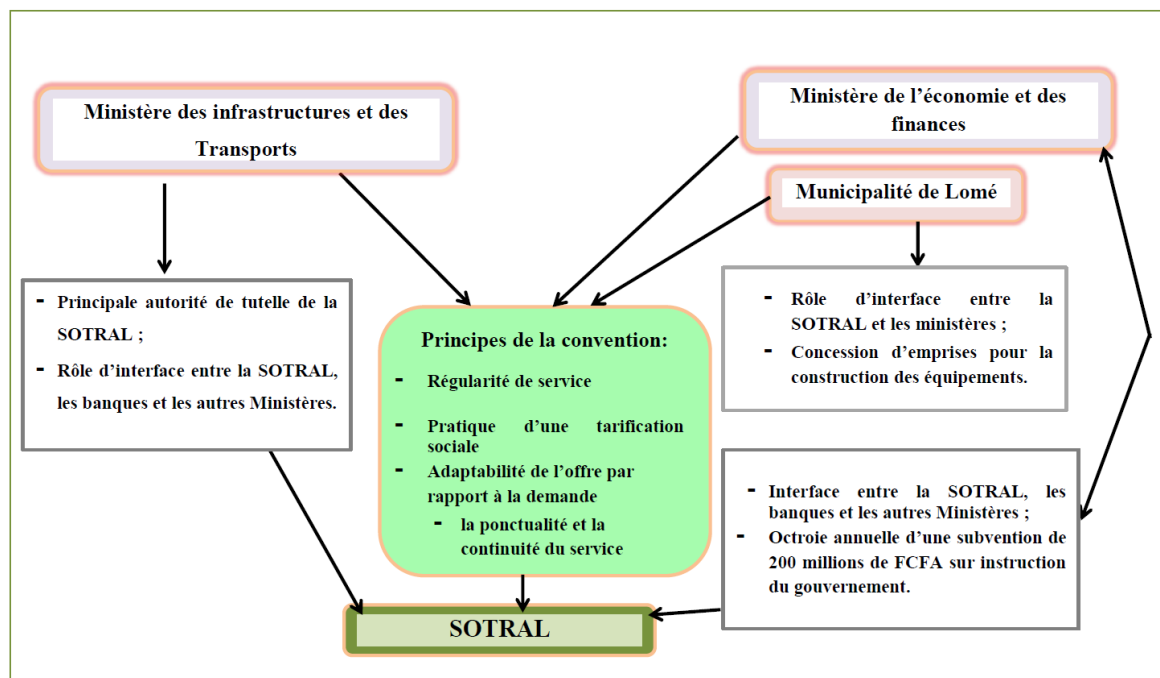 Ministère des infrastructures et des
Transports
Ministère de l'économie et des
finances
Municipalité de Lomé
- Principale autorité de tutelle de la
SOTRAL ;
- Rôle d'interface entre la SOTRAL,
les banques et les autres Ministères.
Principes de la convention:
- Régularité de service
- Pratique d'une tarification
sociale
- Adaptabilité de l'offre par
rapport à la demande
- la ponctualité et la
continuité du service
- Rôle d'interface entre la
SOTRAL et les ministères ;
- Concession d'emprises pour la
construction des équipements.
- Interface entre la SOTRAL, les
banques et les autres Ministères ;
- Octroie annuelle d'une subvention de
200 millions de FCFA sur instruction
du gouvernement.
SOTRAL